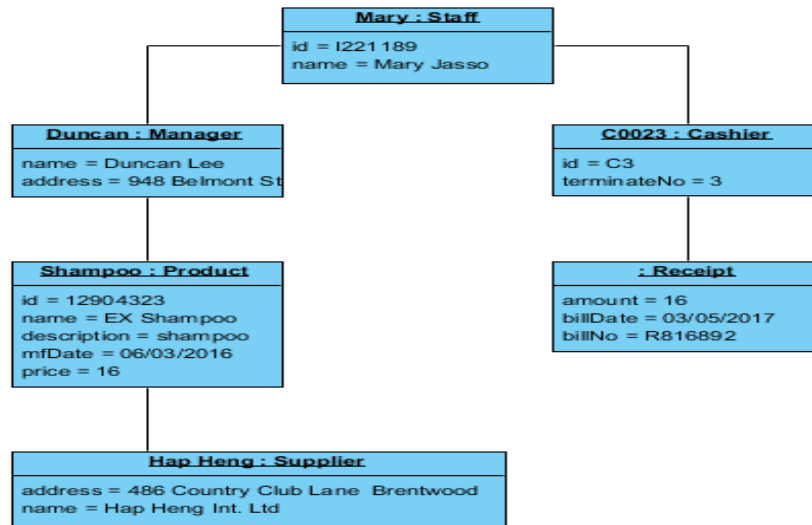 Mary : Staff
id = I221189
name = Mary Jasso
Duncan : Manager
name = Duncan Lee
address = 948 Belmont St
C0023 : Cashier
id = C3
terminateNo = 3
Shampoo : Product
id = 12904323
name = EX Shampoo
description = shampoo
mfDate = 06/03/2016
price = 16
: Receipt
amount = 16
billDate = 03/05/2017
billNo = R816892
Hap Heng : Supplier
address = 486 Country Club Lane  Brentwood
name = Hap Heng Int. Ltd